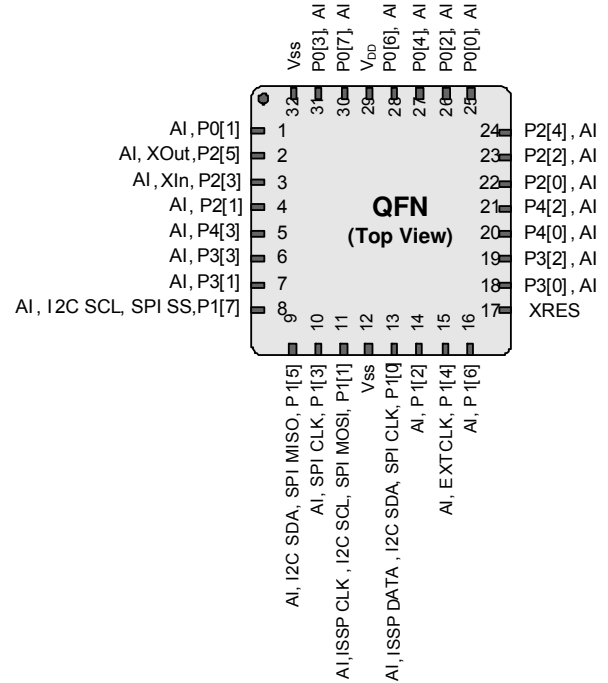 Vss
P0[3], AI
P0[7], AI
VDD
P0[6], AI
P0[4], AI
P0[2], AI
P0[0], AI
32
31
30
29
28
27
26
25
AI,P0[1]
1
AI, XOut,P2[5]
2
AI, XIn, P2[3]
3
AI, P2[1]
4
AI, P4[3]
5
AI, P3[3]
6
AI, P3[1]
7
AI, I2C SCL, SPI SS,P1[7]
8
QFN
(Top View)
24
P2[4], AI
23
P2[2], AI
22
P2[0], AI
21
P4[2], AI
20
P4[0], AI
19
P3[2], AI
18
P3[0], AI
17
XRES
9
10
11
12
13
14
15
16
AI, I2C SDA, SPI MISO, P1[5]
AI, SPI CLK, P1[3]
AI,ISSP CLK , I2C SCL, SPI MOSI, P1[1]
Vss
AI,ISSP DATA , I2C SDA, SPI CLK, P1[0]
AI, P1[2]
AI, EXTCLK, P1[4]
AI, P1[6]